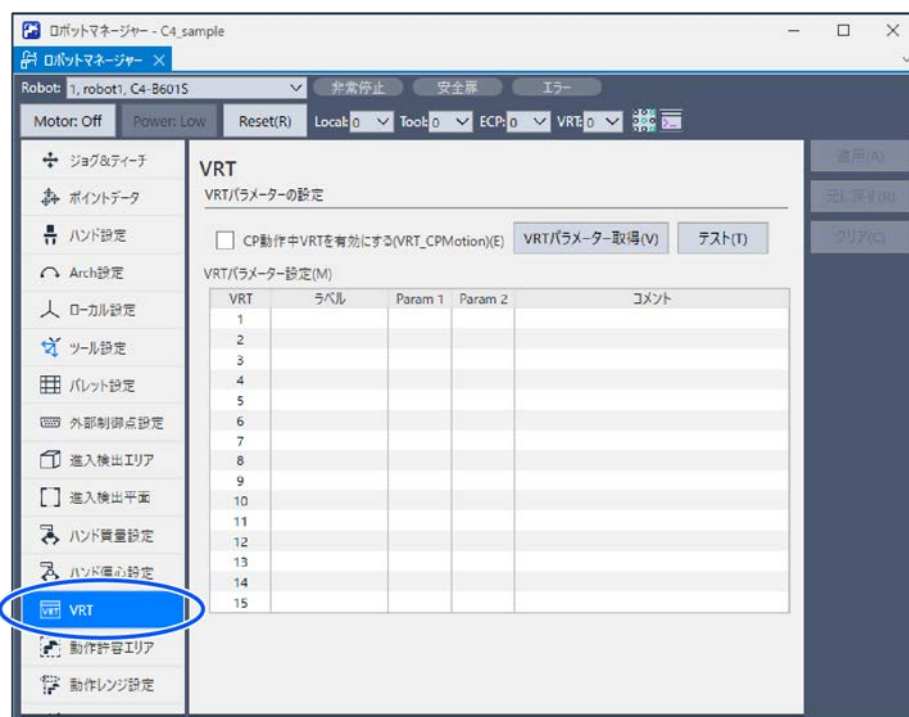 ロボットマネージャー - C4_sample
ロボットマネージャー
Robot: 1, robot1, C4-B601S 非常停止 安全扉 エラー
Motor: Off Power: Low Reset(R) Local: 0 Tool: 0 ECP: 0 VRT: 0
ジョグ&ティーチ
ポイントデータ
ハンド設定
Arch設定
ローカル設定
ツール設定
パレット設定
外部制御点設定
進入検出エリア
進入検出平面
ハンド質量設定
ハンド偏心設定
VRT
動作許容エリア
動作レンジ設定
VRT
VRTパラメーターの設定
CP動作中VRTを有効にする(VRT_CPMotion)(E) VRTパラメーター取得(V) テスト(T)
VRTパラメーター設定(M)
VRT ラベル Param 1 Param 2 コメント
1
2
3
4
5
6
7
8
9
10
11
12
13
14
15
適用(A)
元に戻す(R)
クリア(C)